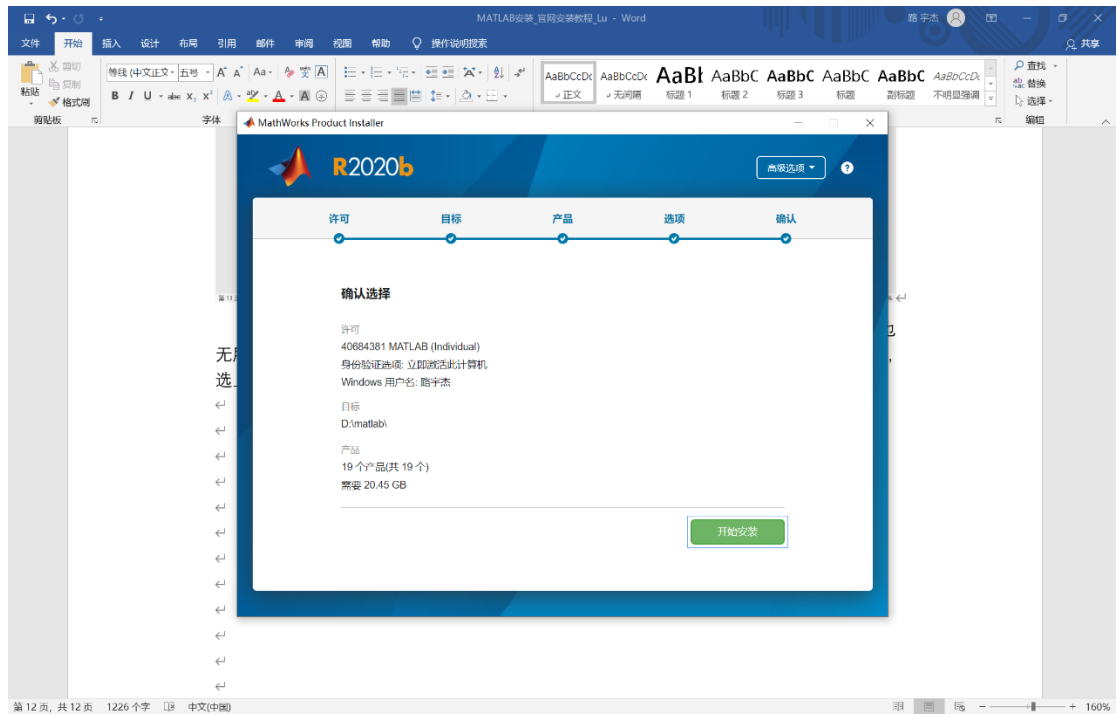 MATLAB安装_官网安装教程_Lu - Word
路 宇杰
文件 开始 插入 设计 布局 引用 邮件 审阅 视图 帮助 操作说明搜索 共享
粘贴
剪切
复制
格式刷
剪贴板
等线 (中文正文) 五号
字体
AaBbCcDc AaBbCcDc AaBl AaBbC AaBbC AaBbC AaBbC AaBbCcDc
正文 无间隔 标题 1 标题 2 标题 3 标题 副标题 不明显强调
查找
替换
选择
编辑
MathWorks Product Installer
R2020b
高级选项
许可 目标 产品 选项 确认
确认选择
许可
40684381 MATLAB (Individual)
身份验证选项: 立即激活此计算机
Windows 用户名: 路宇杰
目标
D:\matlab\
产品
19 个产品(共 19 个)
需要 20.45 GB
开始安装
也
无
选
第 12 页，共 12 页 1226 个字 中文(中国) 160%